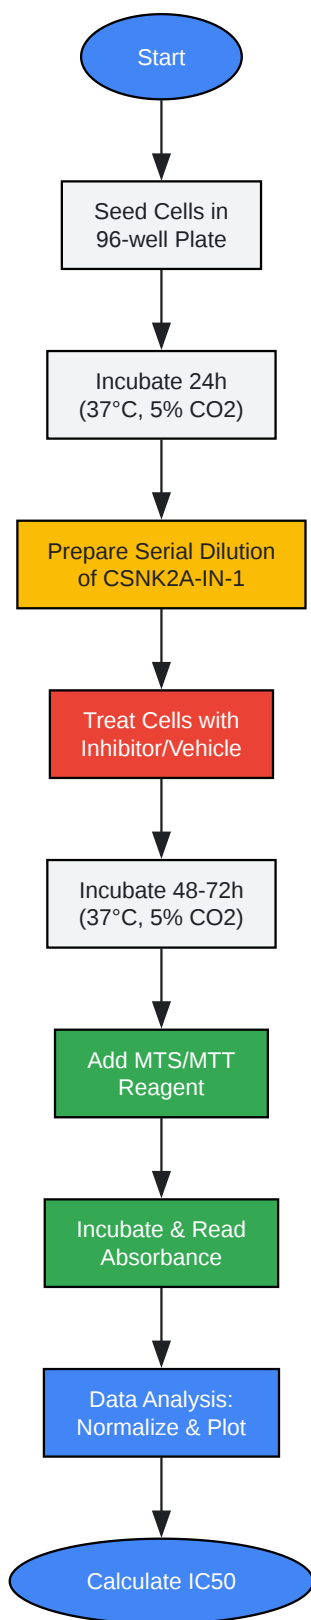 Start
Seed Cells in
96-well Plate
Incubate 24h
(37°C, 5% CO2)
Prepare Serial Dilution
of CSNK2A-IN-1
Treat Cells with
Inhibitor/Vehicle
Incubate 48-72h
(37°C, 5% CO2)
Add MTS/MTT
Reagent
Incubate & Read
Absorbance
Data Analysis:
Normalize & Plot
Calculate IC50